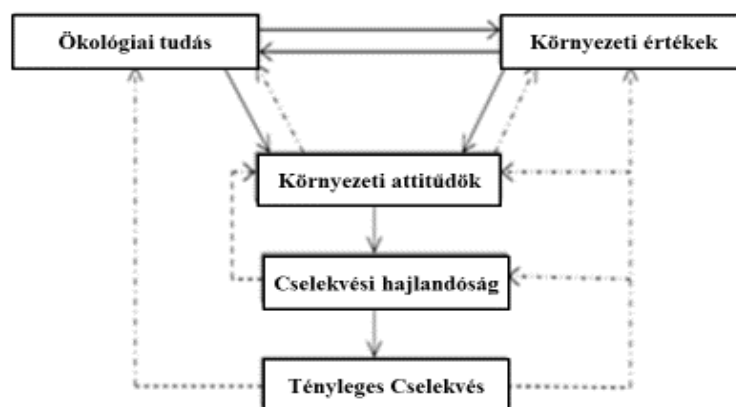 Ökológiai tudás
Környezeti értékek
Környezeti attitűdök
Cselekvési hajlandóság
Tényleges Cselekvés